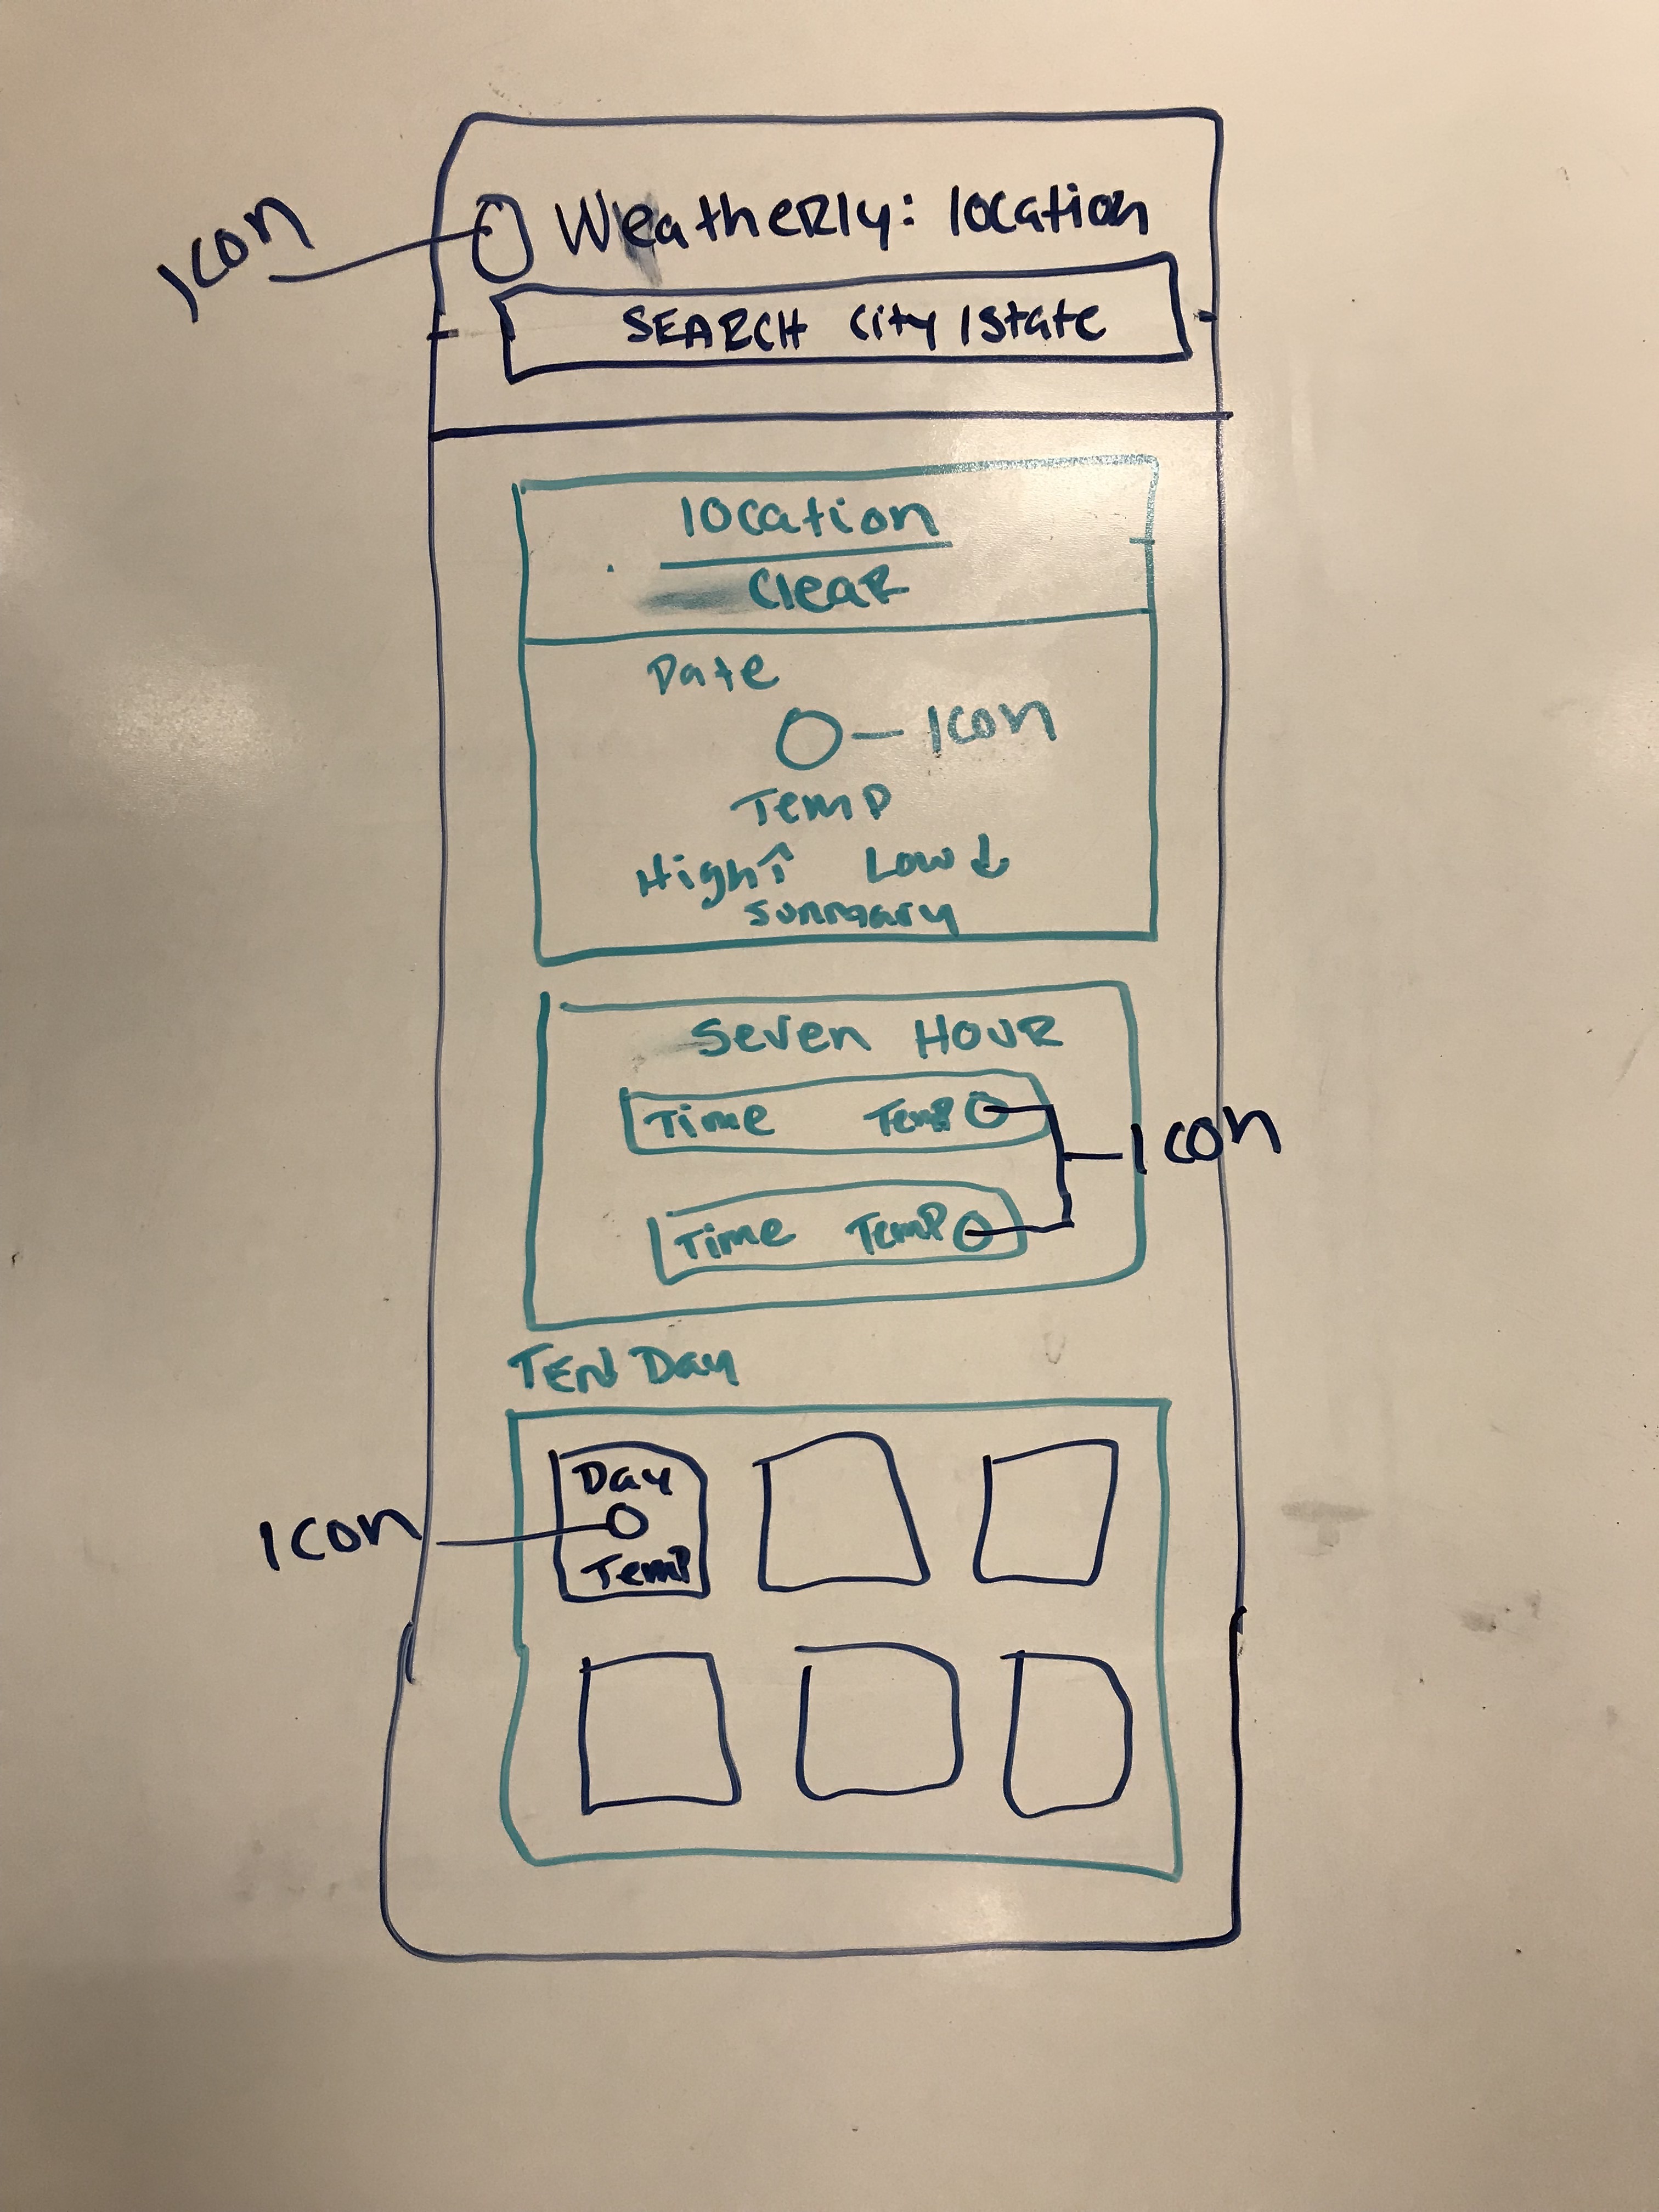 Icon
Weatherly: location
SEARCH City/State
location
Clear
Date
Icon
Temp
High↑ Low↓
summary
Seven HOUR
Time Temp
Icon
Time Temp
TEN Day
Day
Icon
Temp